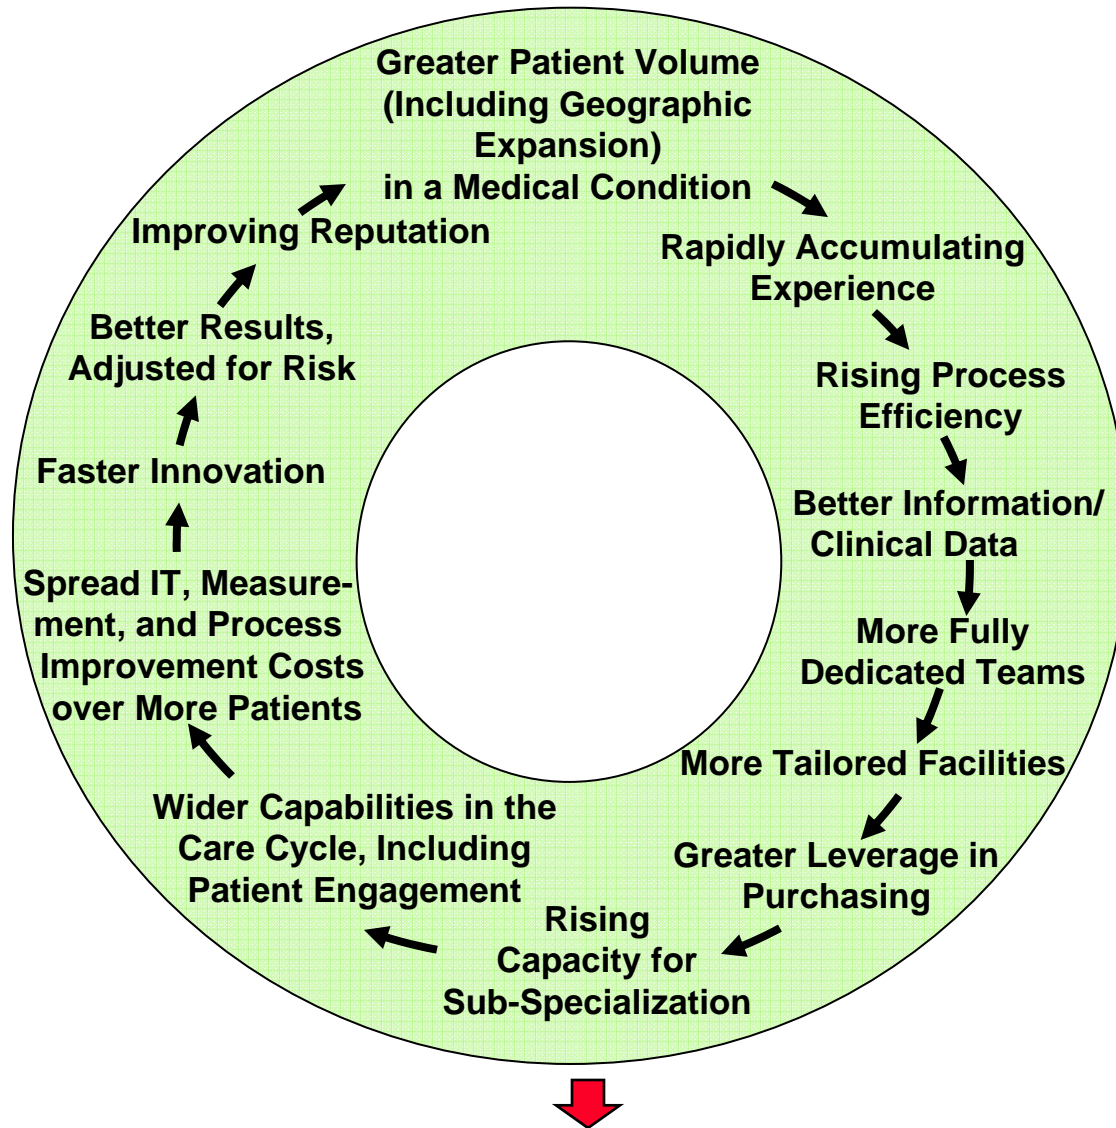 Greater Patient Volume
(Including Geographic
Expansion)
in a Medical Condition
Rapidly Accumulating
Experience
Rising Process
Efficiency
Better Information/
Clinical Data
More Fully
Dedicated Teams
More Tailored Facilities
Greater Leverage in
Purchasing
Rising
Capacity for
Sub-Specialization
Wider Capabilities in the
Care Cycle, Including
Patient Engagement
Spread IT, Measure-
ment, and Process
Improvement Costs
over More Patients
Faster Innovation
Better Results,
Adjusted for Risk
Improving Reputation